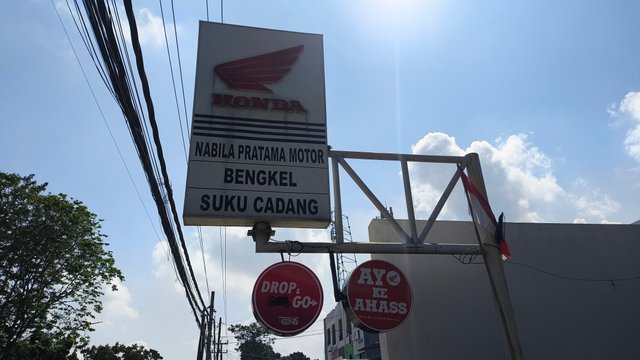 HONDA
NABILA PRATAMA MOTOR
BENGKEL
SUKU CADANG
DROP &
GO
AYO
KE
AHASS